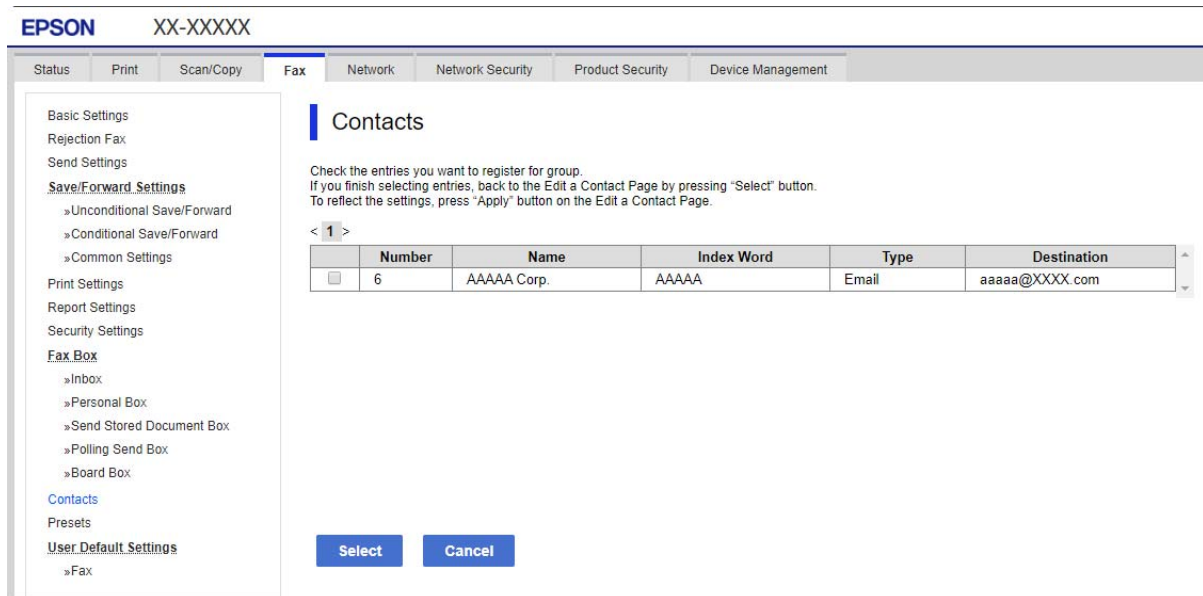 EPSON XX-XXXXX
Status Print Scan/Copy Fax Network Network Security Product Security Device Management
Basic Settings
Rejection Fax
Send Settings
Save/Forward Settings
»Unconditional Save/Forward
»Conditional Save/Forward
»Common Settings
Print Settings
Report Settings
Security Settings
Fax Box
»Inbox
»Personal Box
»Send Stored Document Box
»Polling Send Box
»Board Box
Contacts
Presets
User Default Settings
»Fax
Contacts
Check the entries you want to register for group.
If you finish selecting entries, back to the Edit a Contact Page by pressing “Select” button.
To reflect the settings, press “Apply” button on the Edit a Contact Page.
< 1 >
Number Name Index Word Type Destination
6 AAAAA Corp. AAAAA Email aaaaa@XXXX.com
Select Cancel